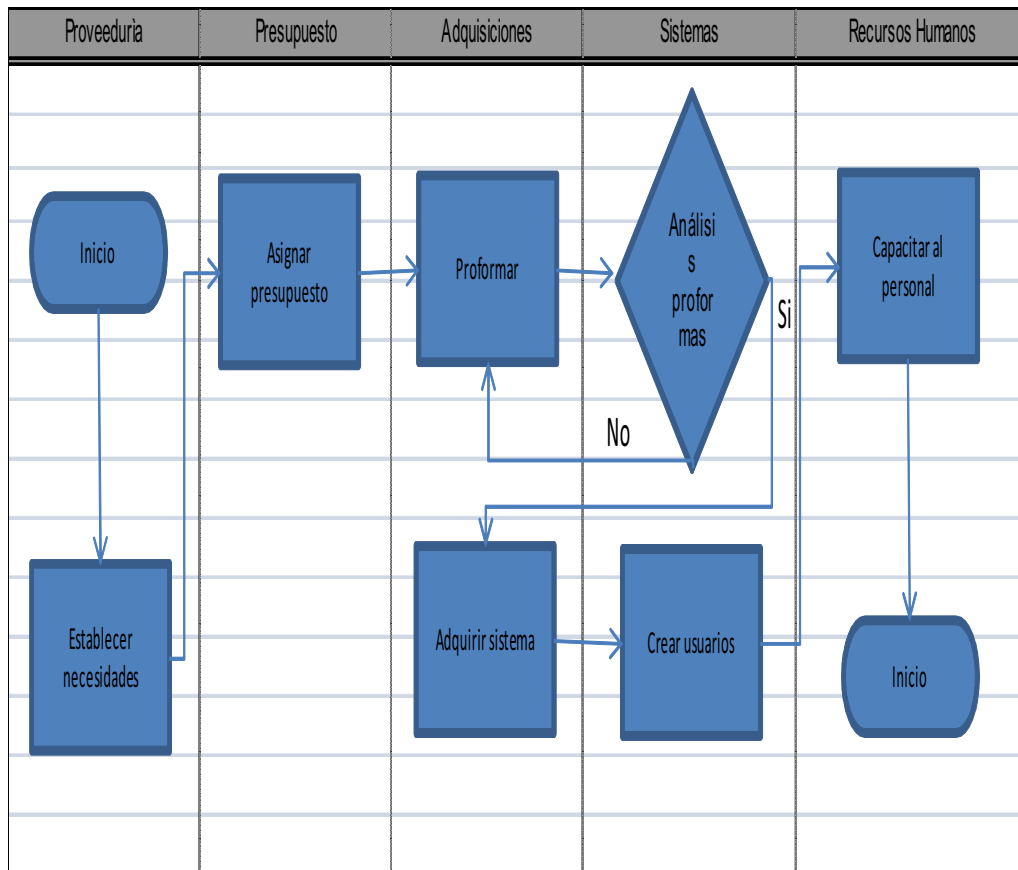 Proveedurìa
Presupuesto
Adquisiciones
Sistemas
Recursos Humanos
Inicio
Asignar
presupuesto
Proformar
Análisi
s
profor
mas
Si
No
Capacitar al
personal
Establecer
necesidades
Adquirir sistema
Crear usuarios
Inicio